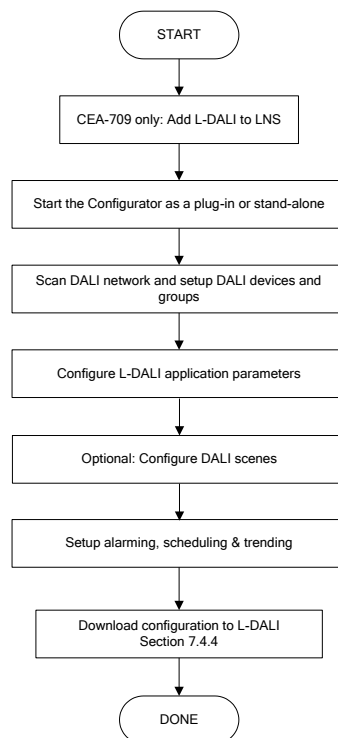 START
CEA-709 only: Add L-DALI to LNS
Start the Configurator as a plug-in or stand-alone
Scan DALI network and setup DALI devices and
groups
Configure L-DALI application parameters
Optional: Configure DALI scenes
Setup alarming, scheduling & trending
Download configuration to L-DALI
Section 7.4.4
DONE